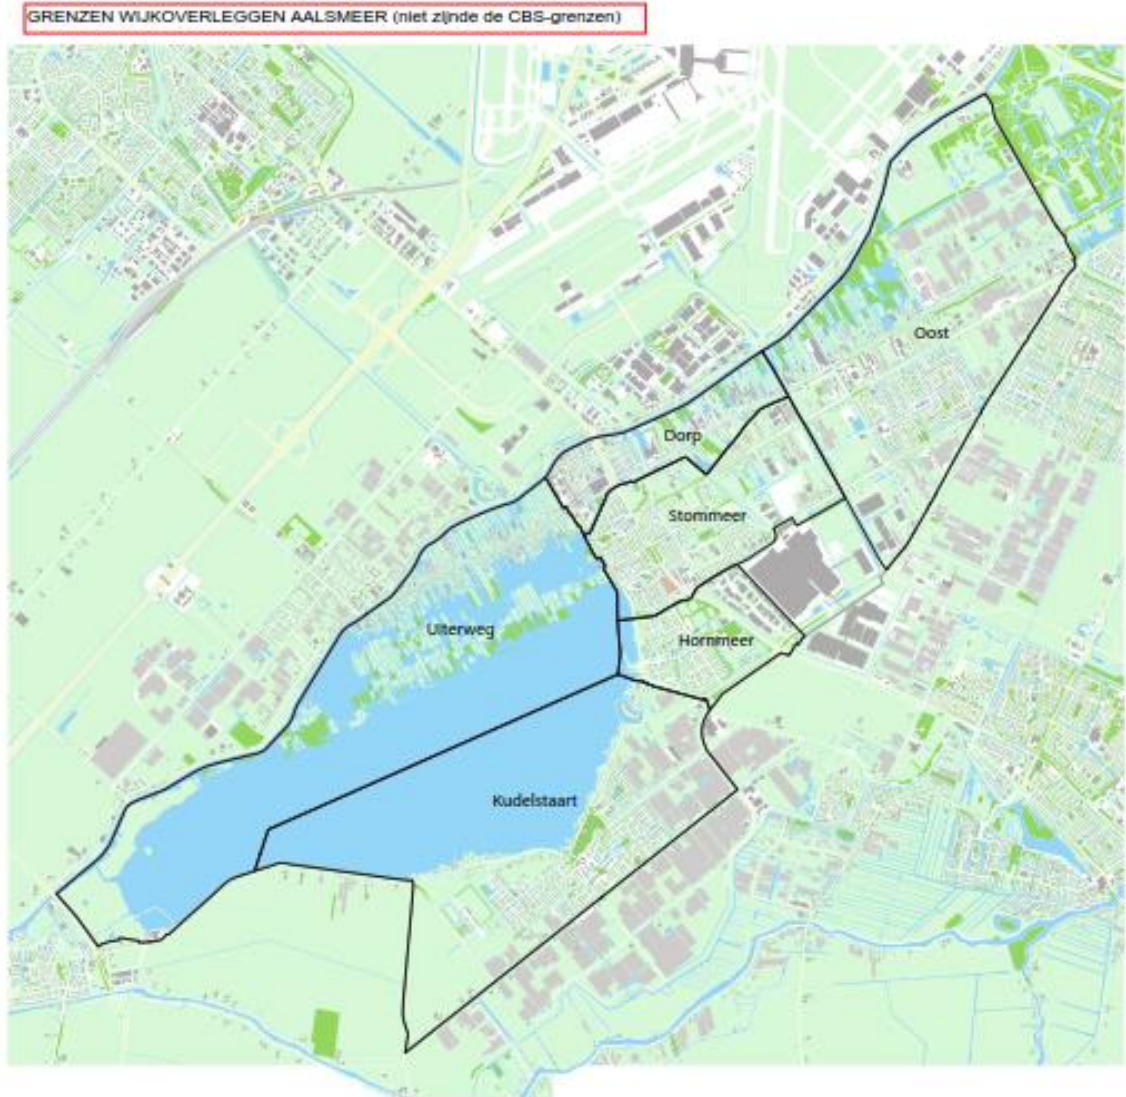 GRENZEN WIJKOVERLEGGEN AALSMEER (niet zijnde de CBS-grenzen)
Oost
Dorp
Stommeer
Uiterweg
Hornmeer
Kudelstaart